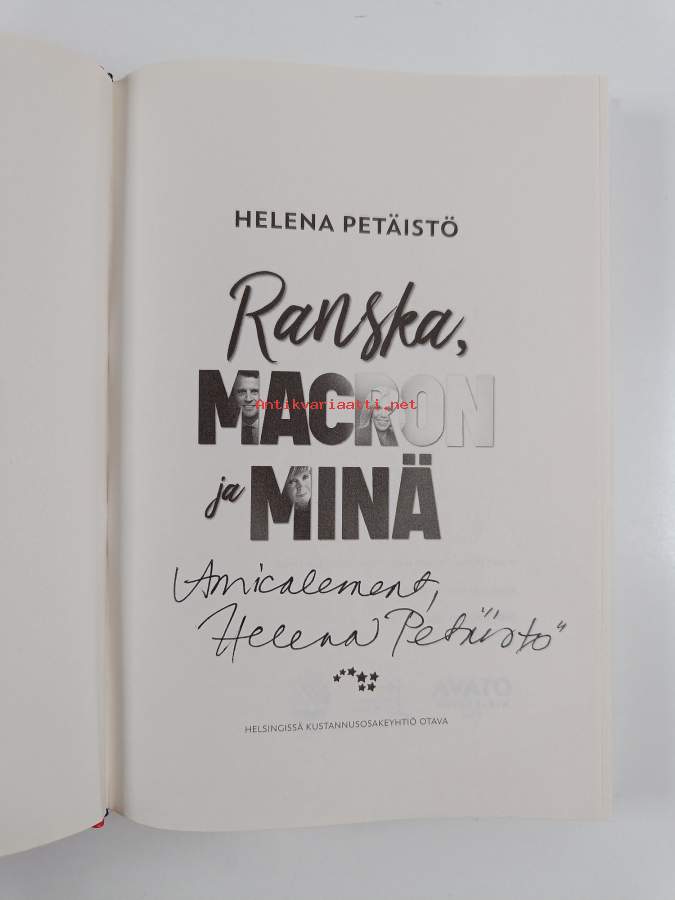 HELENA PETÄISTÖ
Ranska,
MACRON
Antikvariaatti.net
ja MINÄ
Amicalement,
Helena Petäistö
HELSINGISSÄ KUSTANNUSOSAKEYHTIÖ OTAVA